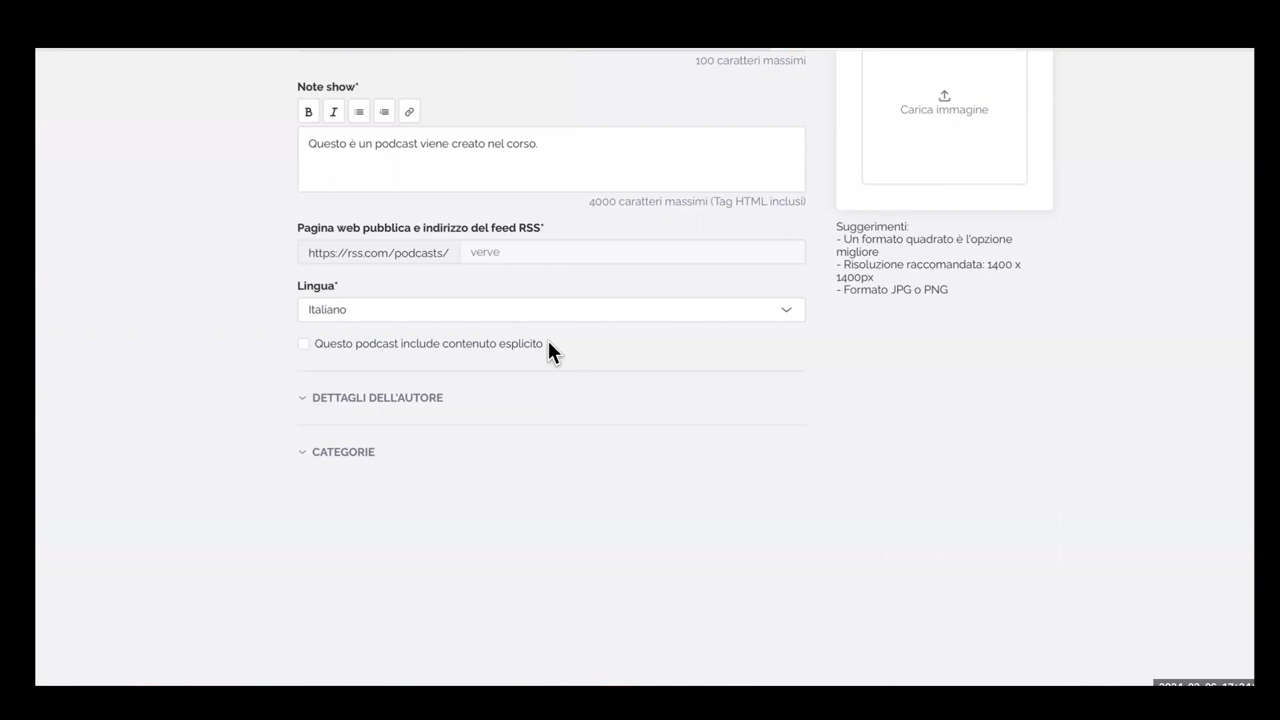 100 caratteri massimi
Note show*
B I
Questo è un podcast viene creato nel corso.
4000 caratteri massimi (Tag HTML inclusi)
Pagina web pubblica e indirizzo del feed RSS*
https://rss.com/podcasts/ verve
Lingua*
Italiano
Questo podcast include contenuto esplicito
DETTAGLI DELL'AUTORE
CATEGORIE
Carica immagine
Suggerimenti:
- Un formato quadrato è l'opzione
migliore
- Risoluzione raccomandata: 1400 x
1400px
- Formato JPG o PNG